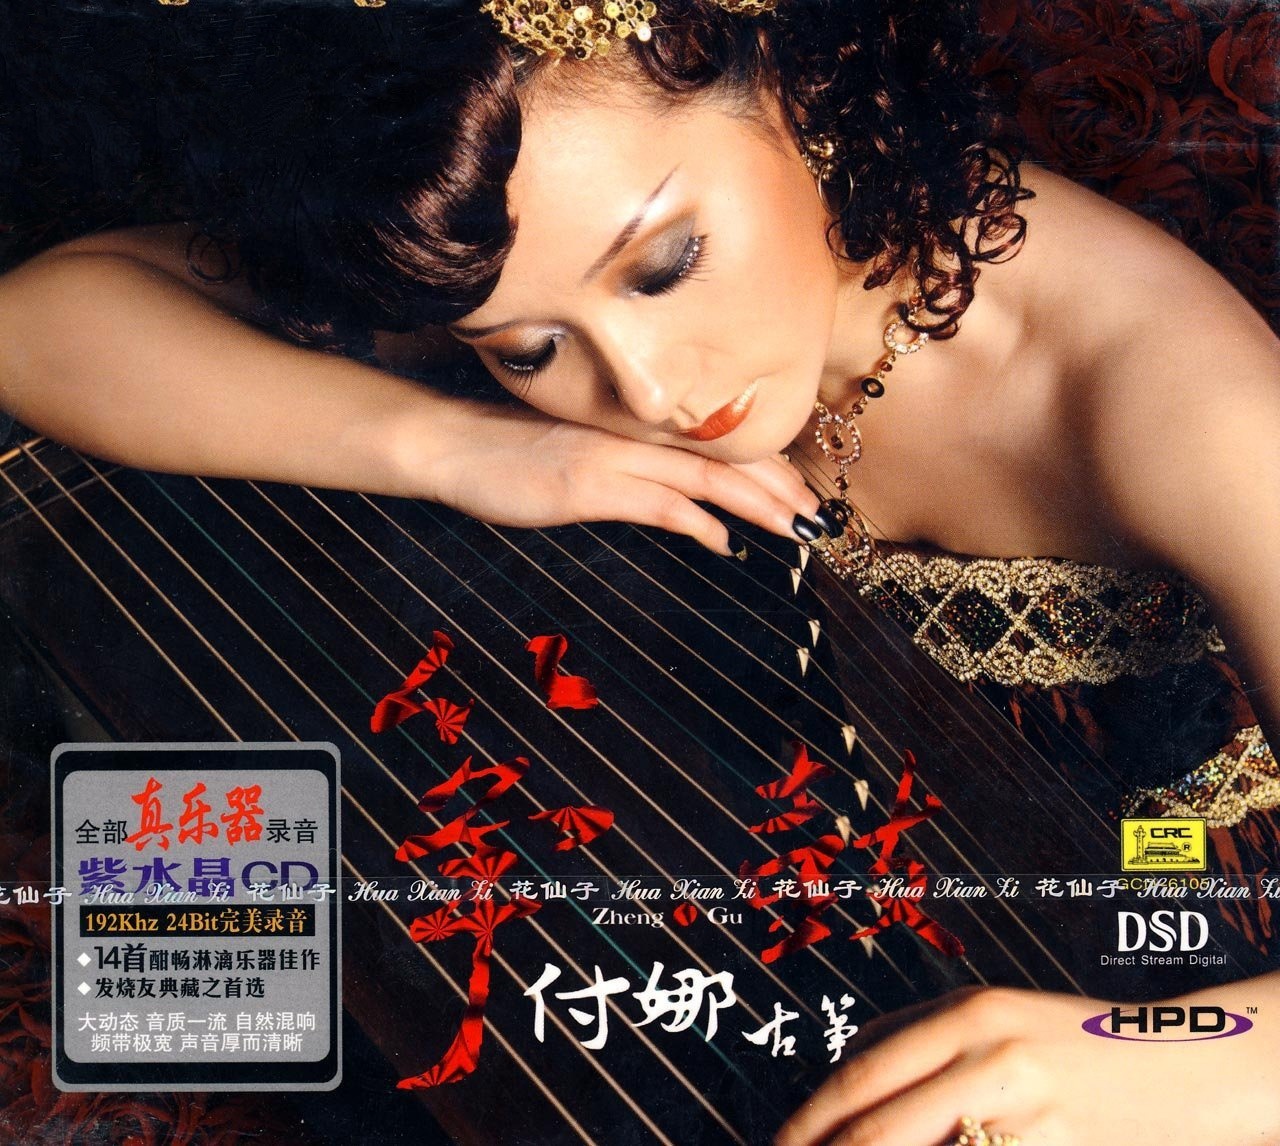 筝鼓
Zheng Gu
付娜 古筝
全部真乐器录音
紫水晶CD
192Khz 24Bit完美录音
14首酣畅淋漓乐器佳作
发烧友典藏之首选
大动态 音质一流 自然混响
频带极宽 声音厚而清晰
花仙子 Hua Xian Zi 花仙子 Hua Xian Zi 花仙子 Hua Xian Zi 花仙子 Hua Xian Zi 花仙子 Hua Xian Zi
CRC
DSD
Direct Stream Digital
HPD™